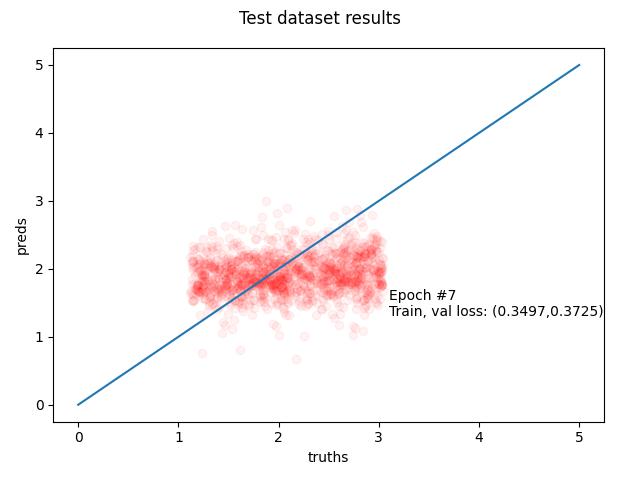 Test dataset results
5
4
3
2
1
0
preds
Epoch #7
Train, val loss: (0.3497,0.3725)
0 1 2 3 4 5
truths